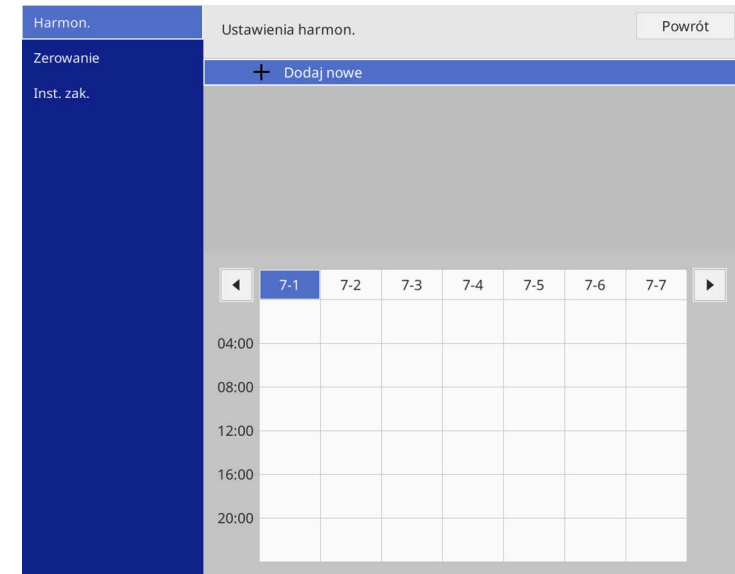 Harmon.
Zerowanie
Inst. zak.
Ustawienia harmon.
Powrót
Dodaj nowe
7-1 7-2 7-3 7-4 7-5 7-6 7-7
04:00
08:00
12:00
16:00
20:00